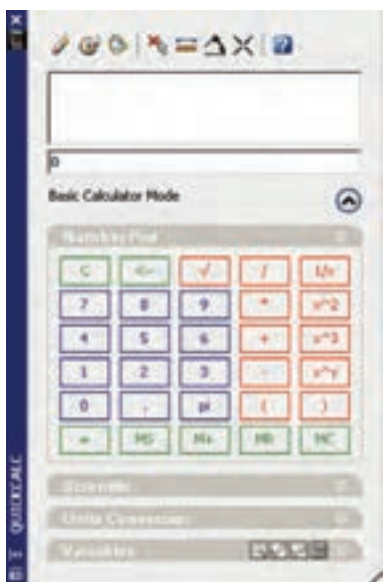 0
Basic Calculator Mode
Number Pad
C <-- √ / 1/x
7 8 9 * x^2
4 5 6 + x^3
1 2 3 - x^y
0 . pi ( )
= MS M+ MR MC
Scientific
Units Conversion
Variables
QUICKCALC